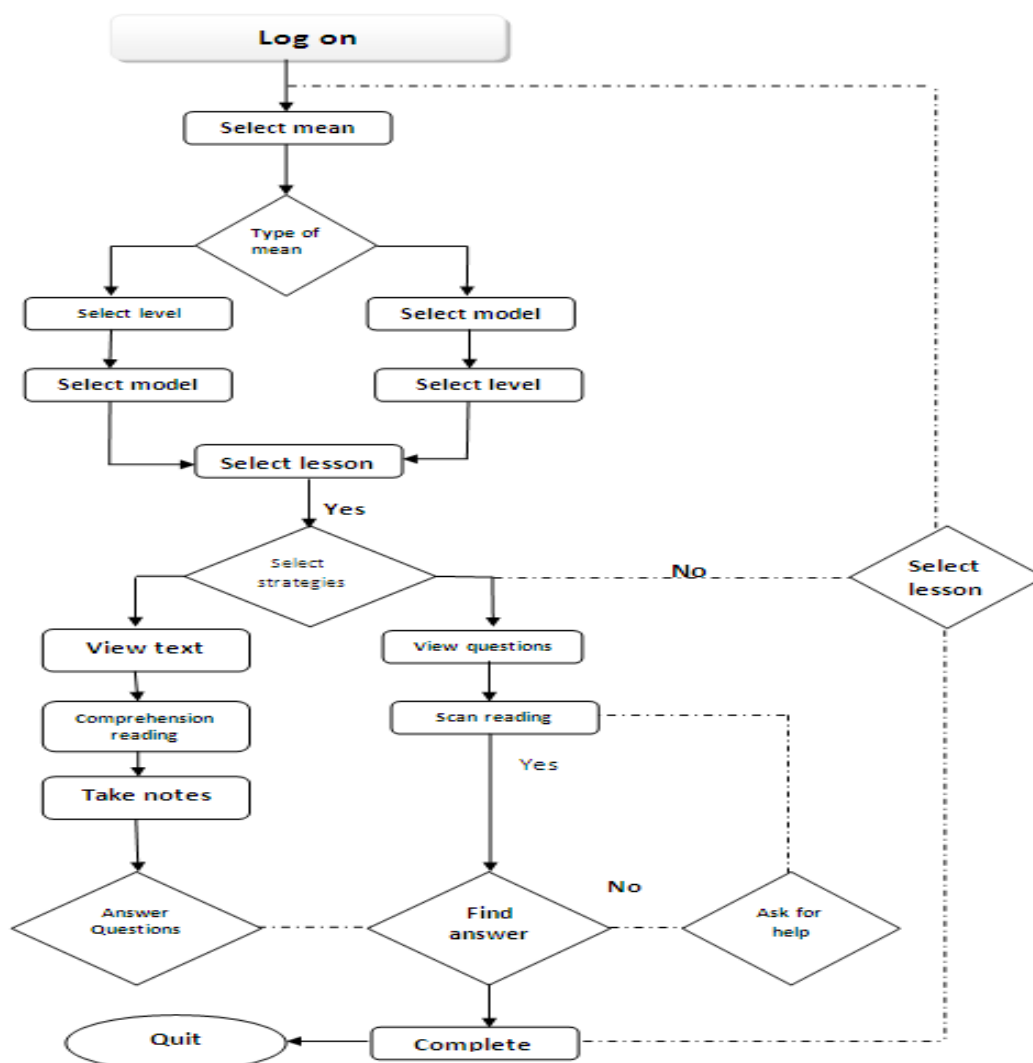 Log on
Select mean
Type of
mean
Select level
Select model
Select model
Select level
Select lesson
Yes
Select
strategies
No
Select
lesson
View text
View questions
Comprehension
reading
Scan reading
Yes
Take notes
No
Answer
Questions
Find
answer
Ask for
help
Quit
Complete